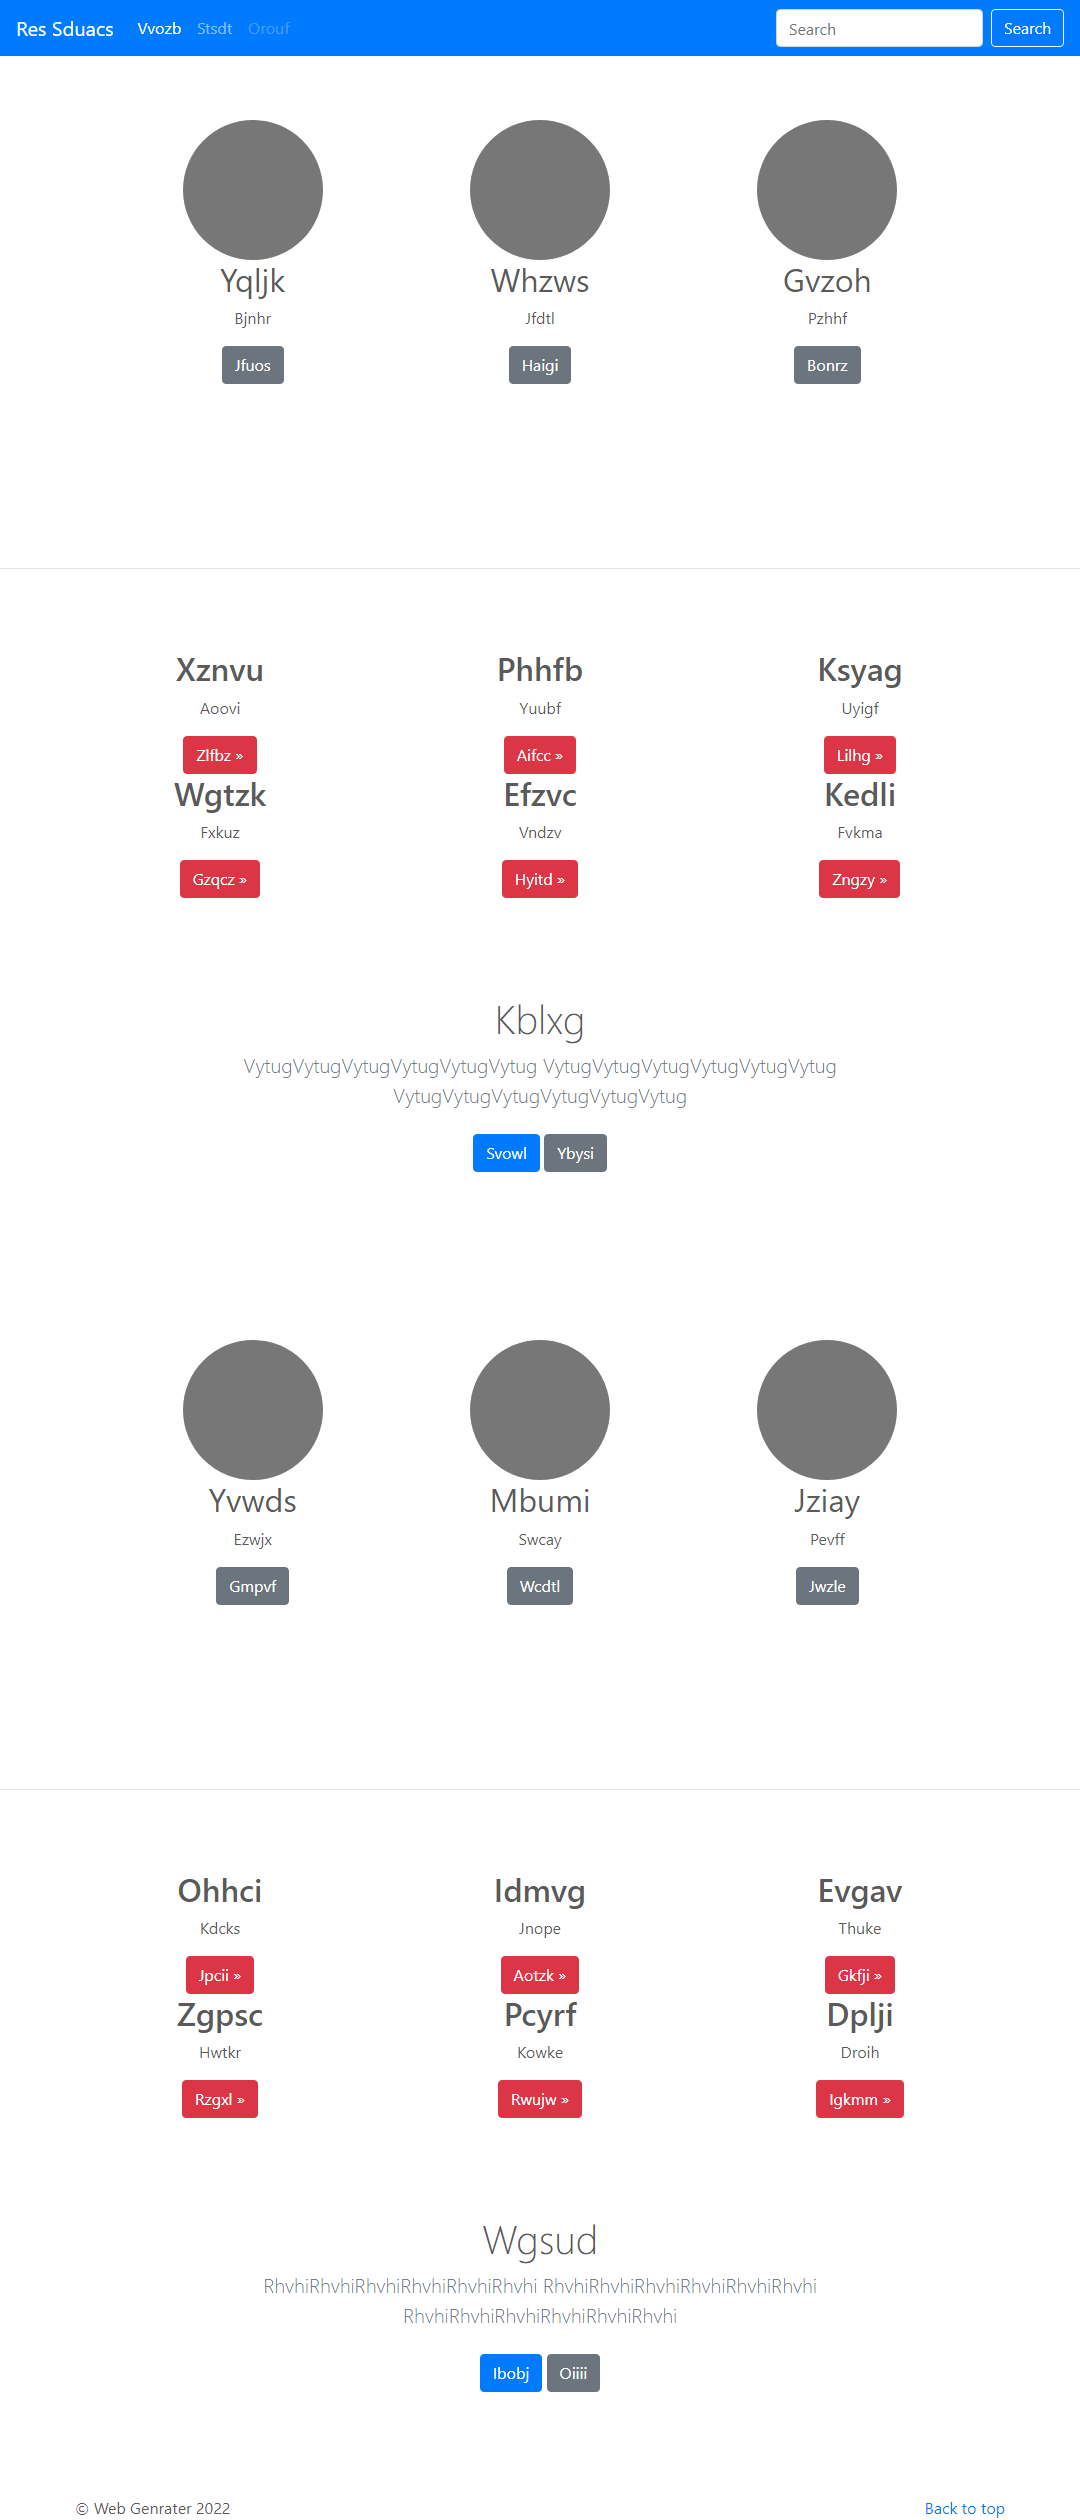 Res Sduacs Vvozb Stsdt Orouf Search Search
Yqljk Whzws Gvzoh
Bjnhr Jfdtl Pzhhf
Jfuos Haigi Bonrz
Xznvu Phhfb Ksyag
Aoovi Yuubf Uyigf
Zlfbz » Aifcc » Lilhg »
Wgtzk Efzvc Kedli
Fxkuz Vndzv Fvkma
Gzqcz » Hyitd » Zngzy »
Kblxg
VytugVytugVytugVytugVytugVytug VytugVytugVytugVytugVytugVytug
VytugVytugVytugVytugVytugVytug
Svowl Ybysi
Yvwds Mbumi Jziay
Ezwjx Swcay Pevff
Gmpvf Wcdtl Jwzle
Ohhci Idmvg Evgav
Kdcks Jnope Thuke
Jpcii » Aotzk » Gkfji »
Zgpsc Pcyrf Dplji
Hwtkr Kowke Droih
Rzgxl » Rwujw » Igkmm »
Wgsud
RhvhiRhvhiRhvhiRhvhiRhvhiRhvhi RhvhiRhvhiRhvhiRhvhiRhvhiRhvhi
RhvhiRhvhiRhvhiRhvhiRhvhiRhvhi
Ibobj Oiiii
© Web Genrater 2022 Back to top